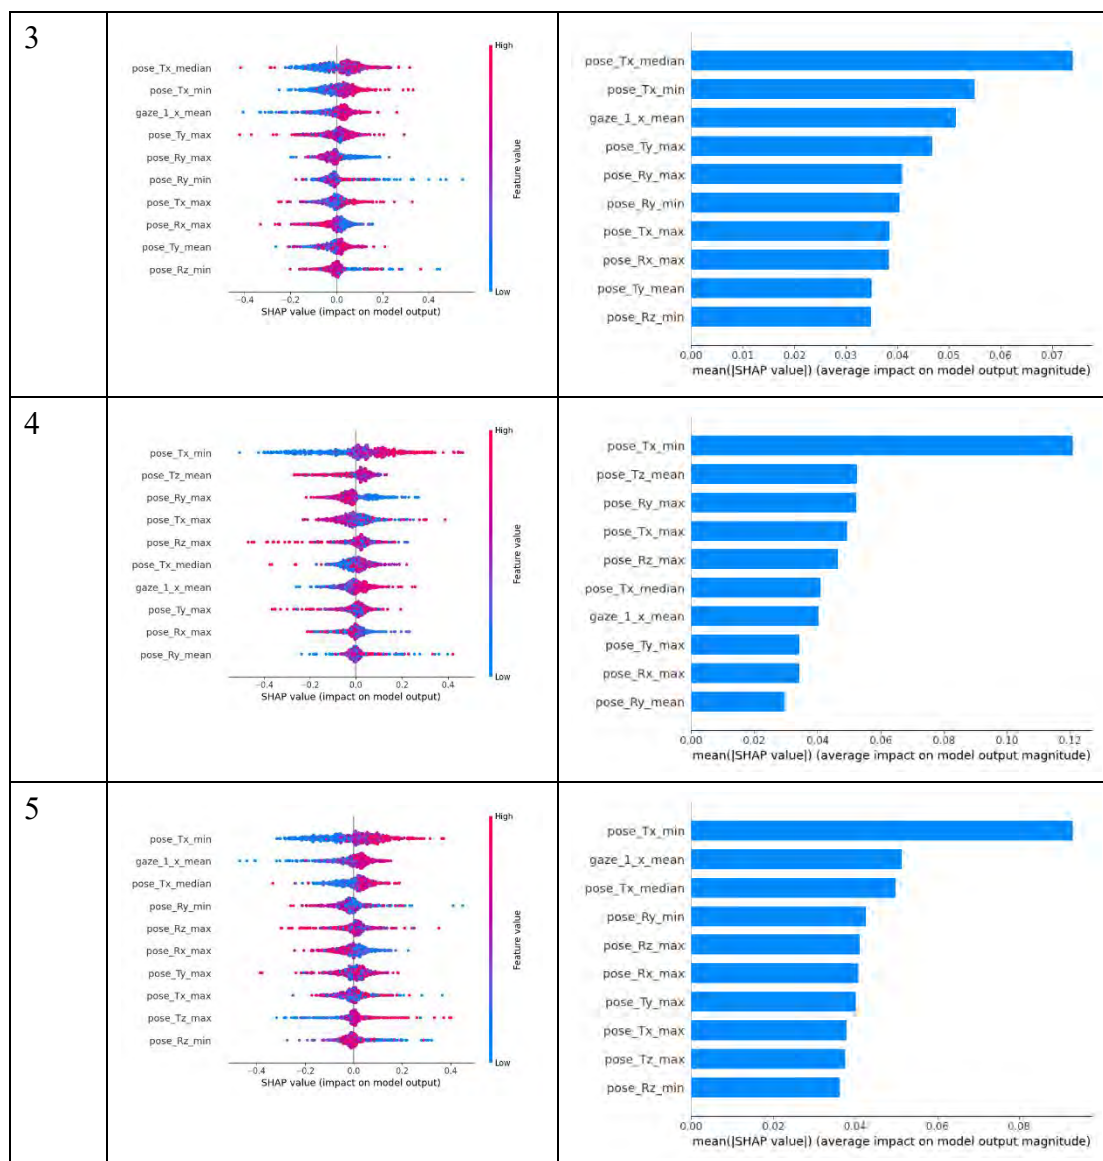 3
High
pose_Tx_median
pose_Tx_min
gaze_1_x_mean
pose_Ty_max
pose_Ry_max
pose_Ry_min
pose_Tx_max
pose_Rx_max
pose_Ty_mean
pose_Rz_min
Feature value
Low
−0.4 −0.2 0.0 0.2 0.4
SHAP value (impact on model output)
pose_Tx_median
pose_Tx_min
gaze_1_x_mean
pose_Ty_max
pose_Ry_max
pose_Ry_min
pose_Tx_max
pose_Rx_max
pose_Ty_mean
pose_Rz_min
0.00 0.01 0.02 0.03 0.04 0.05 0.06 0.07
mean(|SHAP value|) (average impact on model output magnitude)
4
High
pose_Tx_min
pose_Tz_mean
pose_Ry_max
pose_Tx_max
pose_Rz_max
pose_Tx_median
gaze_1_x_mean
pose_Ty_max
pose_Rx_max
pose_Ry_mean
Feature value
Low
−0.4 −0.2 0.0 0.2 0.4
SHAP value (impact on model output)
pose_Tx_min
pose_Tz_mean
pose_Ry_max
pose_Tx_max
pose_Rz_max
pose_Tx_median
gaze_1_x_mean
pose_Ty_max
pose_Rx_max
pose_Ry_mean
0.00 0.02 0.04 0.06 0.08 0.10 0.12
mean(|SHAP value|) (average impact on model output magnitude)
5
High
pose_Tx_min
gaze_1_x_mean
pose_Tx_median
pose_Ry_min
pose_Rz_max
pose_Rx_max
pose_Ty_max
pose_Tx_max
pose_Tz_max
pose_Rz_min
Feature value
Low
−0.4 −0.2 0.0 0.2 0.4
SHAP value (impact on model output)
pose_Tx_min
gaze_1_x_mean
pose_Tx_median
pose_Ry_min
pose_Rz_max
pose_Rx_max
pose_Ty_max
pose_Tx_max
pose_Tz_max
pose_Rz_min
0.00 0.02 0.04 0.06 0.08
mean(|SHAP value|) (average impact on model output magnitude)